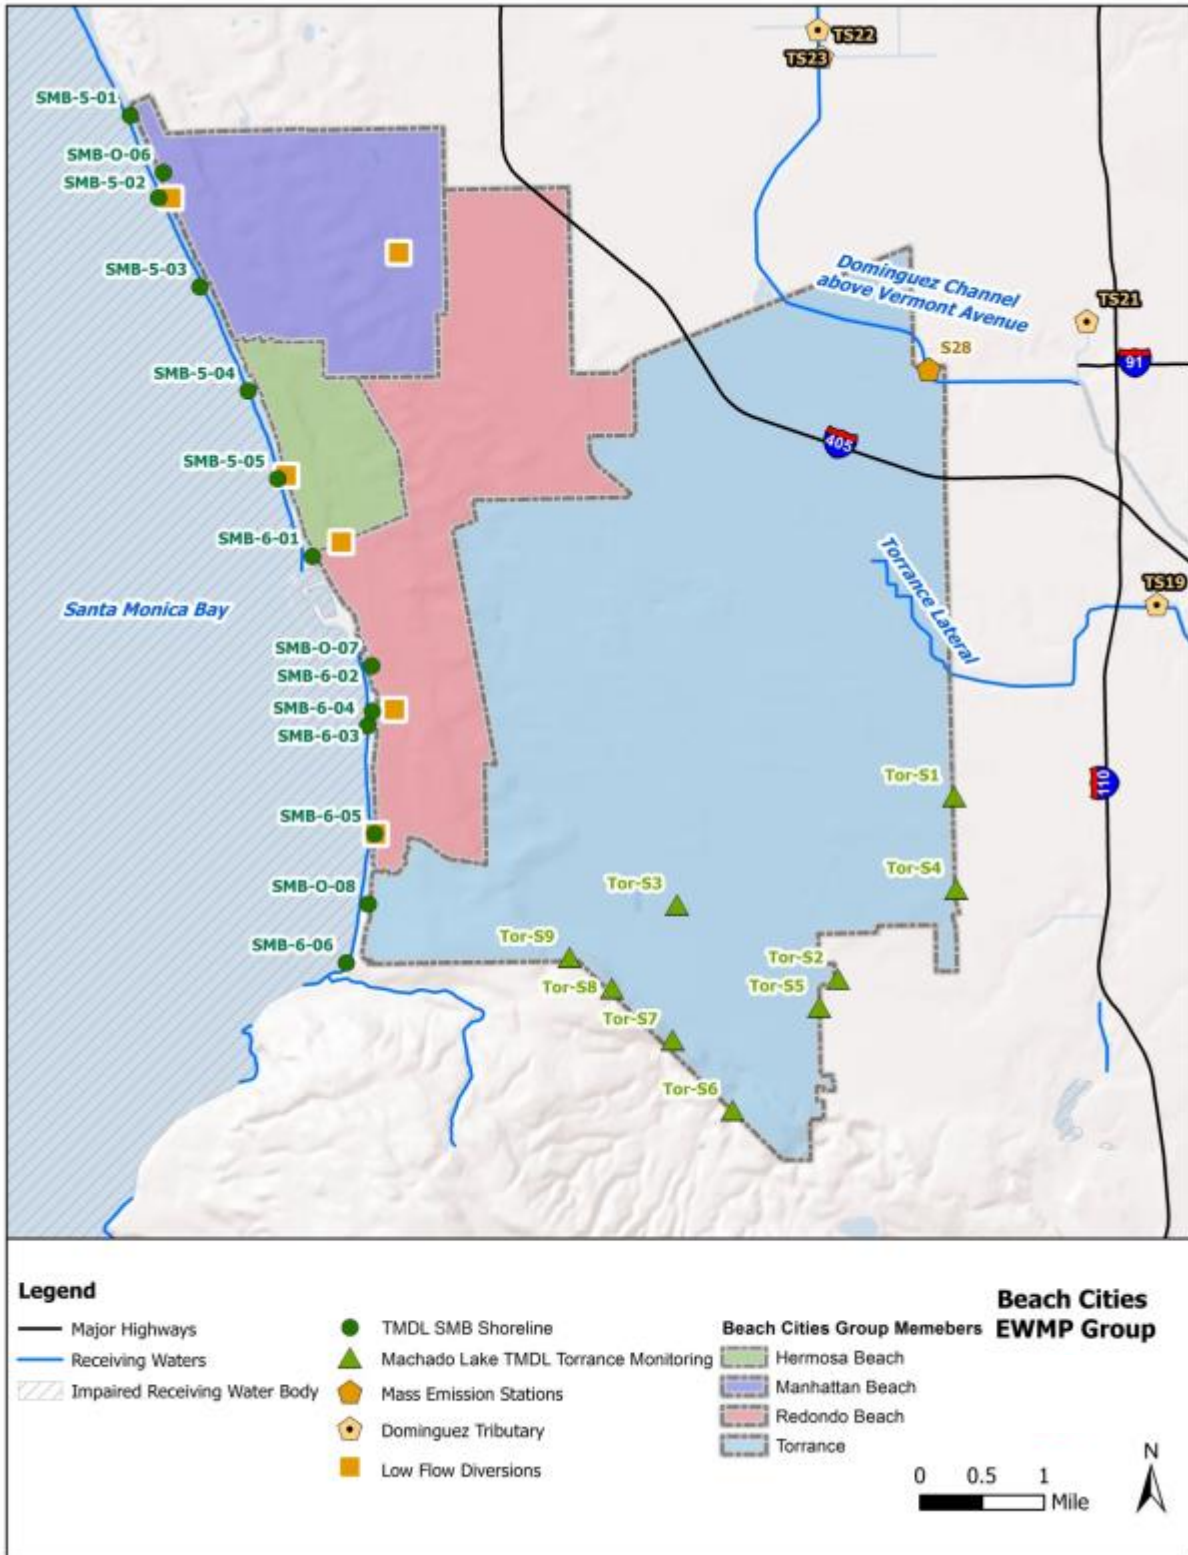 TS22
TS23
SMB-5-01
SMB-O-06
SMB-5-02
SMB-5-03
Dominguez Channel
above Vermont Avenue
TS21
S28
91
SMB-5-04
405
SMB-5-05
SMB-6-01
Torrance Lateral
TS19
Santa Monica Bay
SMB-O-07
SMB-6-02
SMB-6-04
SMB-6-03
Tor-S1
110
SMB-6-05
Tor-S4
Tor-S3
SMB-O-08
Tor-S9
SMB-6-06
Tor-S2
Tor-S8
Tor-S5
Tor-S7
Tor-S6
Legend
Major Highways
Receiving Waters
Impaired Receiving Water Body
TMDL SMB Shoreline
Machado Lake TMDL Torrance Monitoring
Mass Emission Stations
Dominguez Tributary
Low Flow Diversions
Beach Cities Group Memebers
Hermosa Beach
Manhattan Beach
Redondo Beach
Torrance
Beach Cities
EWMP Group
N
0 0.5 1
Mile